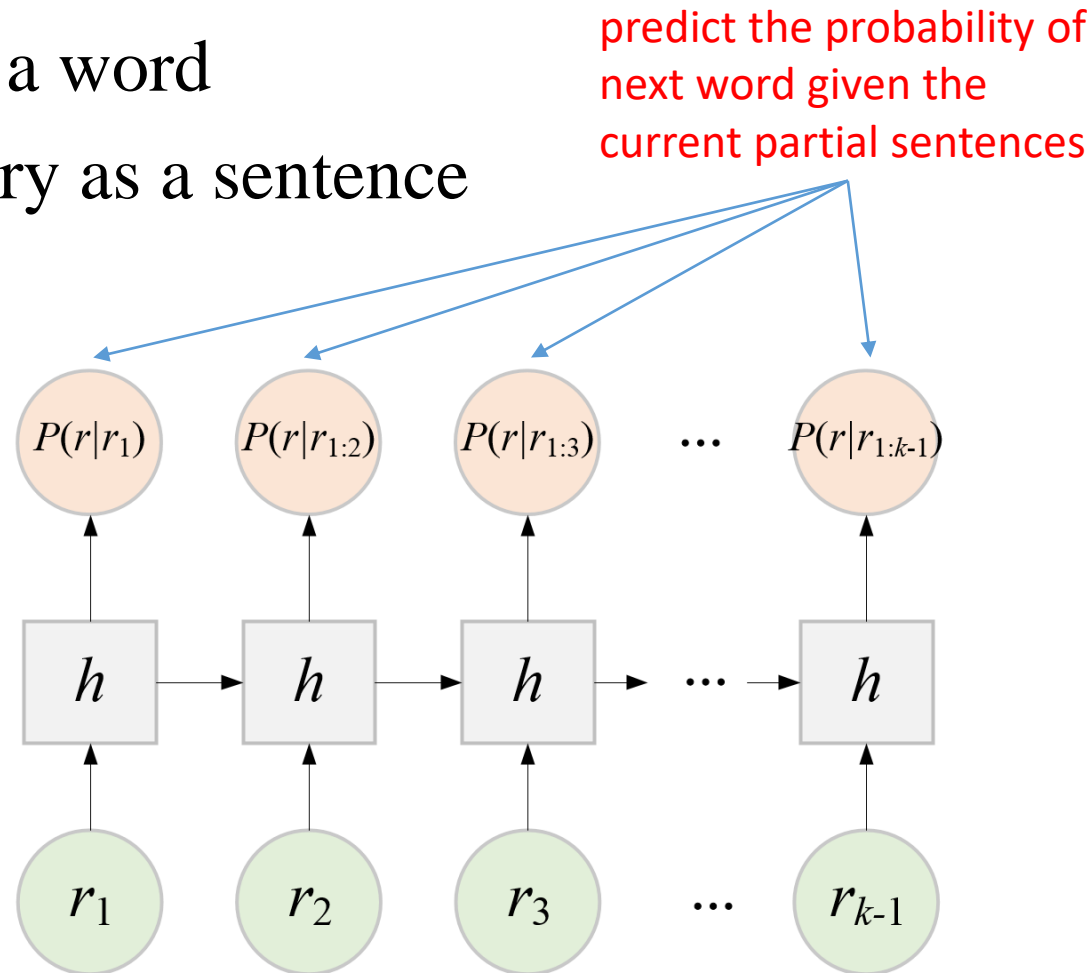 predict the probability of
next word given the
current partial sentences
a word
ry as a sentence
P(r|r1) P(r|r1:2) P(r|r1:3) ... P(r|r1:k-1)
h h h ... h
r1 r2 r3 ... rk-1